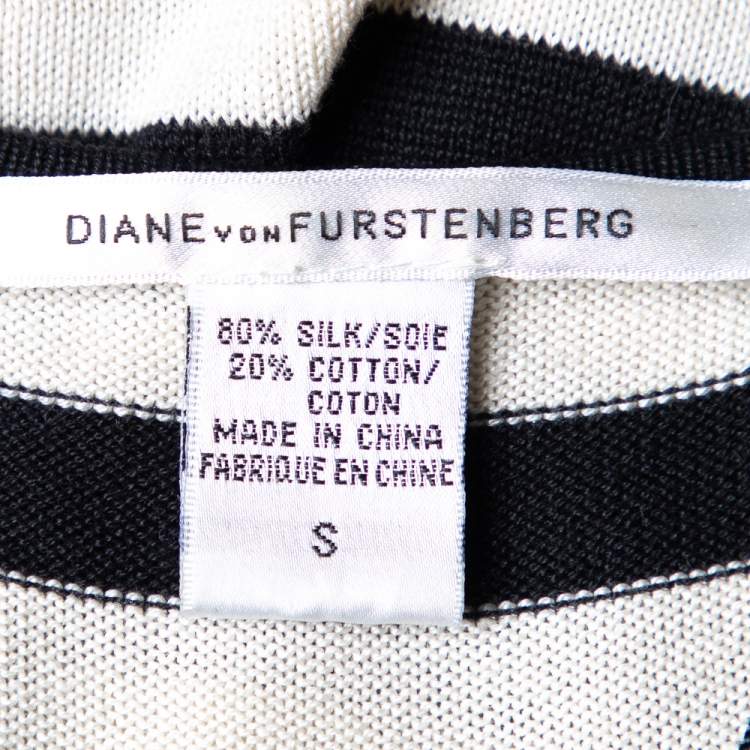 DIANE VON FURSTENBERG
80% SILK/SOIE
20% COTTON/
COTON
MADE IN CHINA
FABRIQUE EN CHINE
S